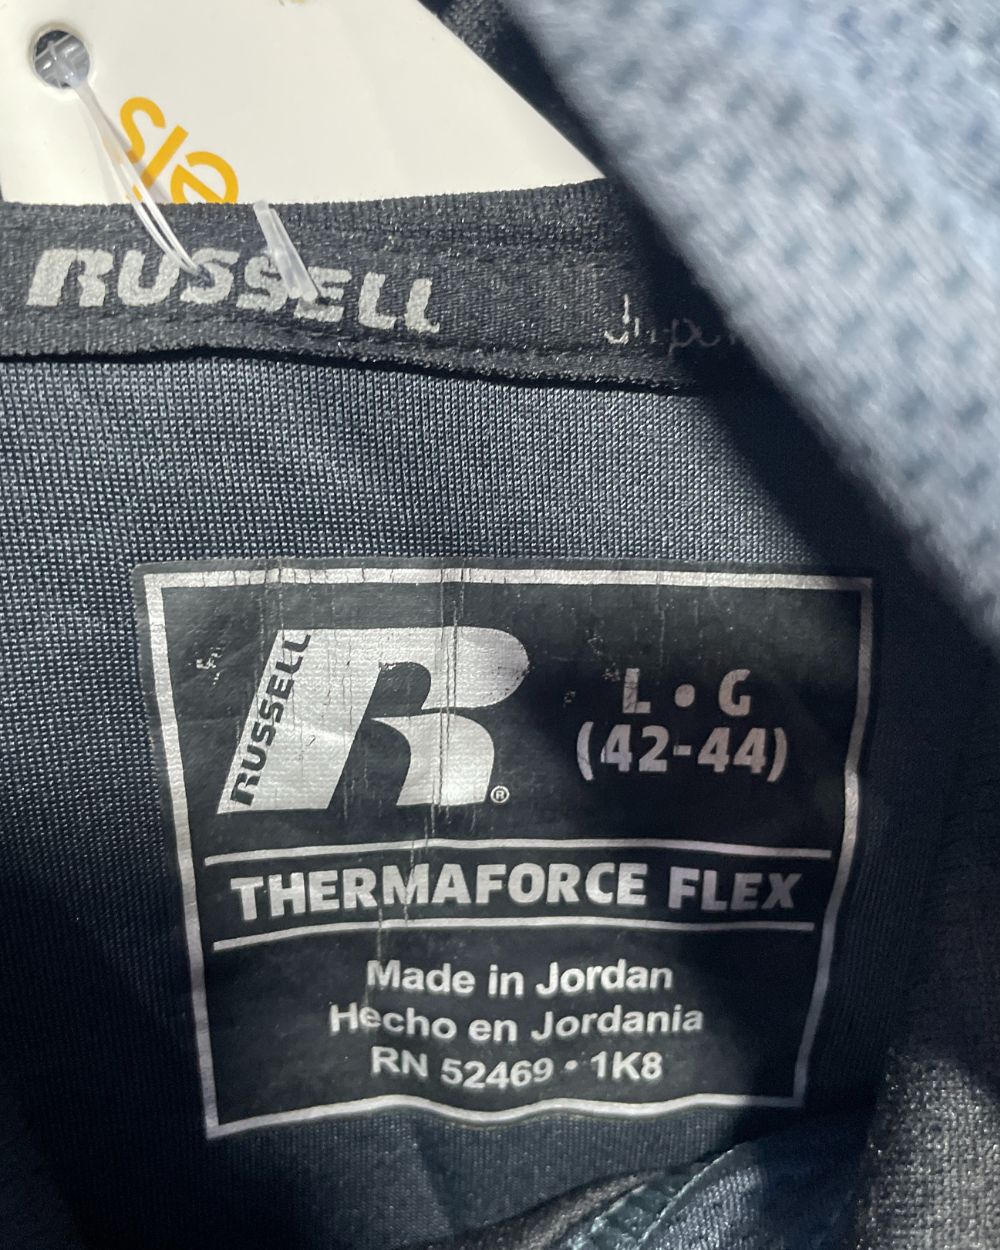 RUSSELL
RUSSELL
R
®
L • G
(42-44)
THERMAFORCE FLEX
Made in Jordan
Hecho en Jordania
RN 52469 • 1K8